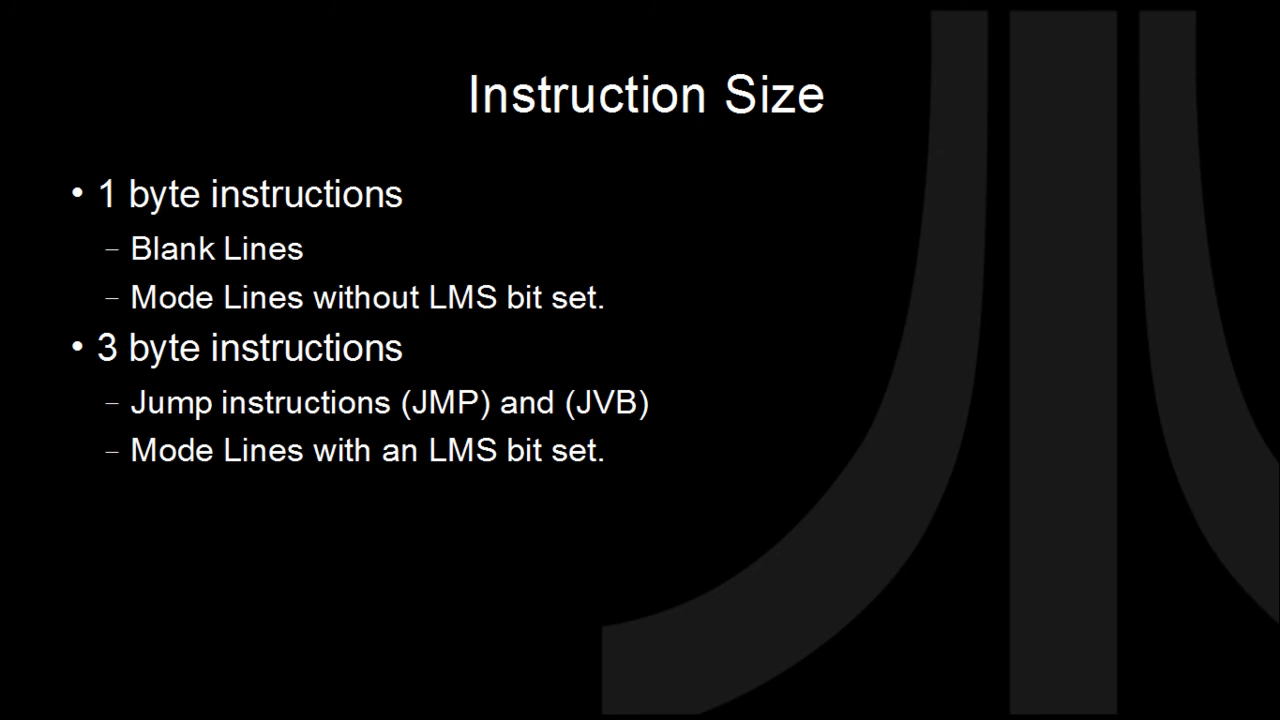 Instruction Size
• 1 byte instructions
– Blank Lines
– Mode Lines without LMS bit set.
• 3 byte instructions
– Jump instructions (JMP) and (JVB)
– Mode Lines with an LMS bit set.